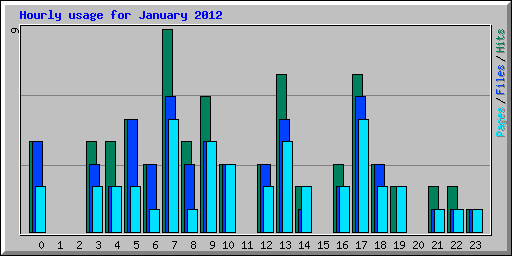 Hourly usage for January 2012
9
Pages/Files/Hits
0 1 2 3 4 5 6 7 8 9 10 11 12 13 14 15 16 17 18 19 20 21 22 23